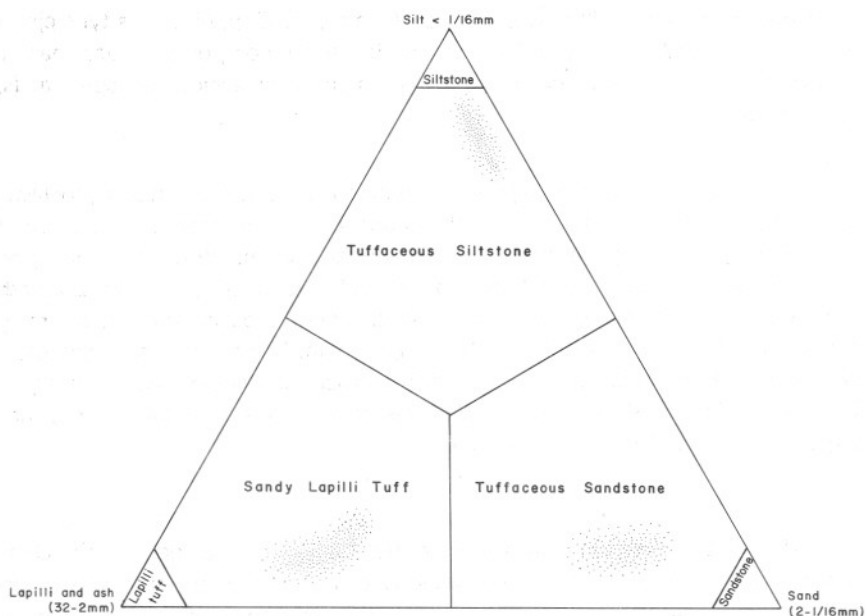 Silt < 1/16mm
Siltstone
Tuffaceous Siltstone
Sandy Lapilli Tuff
Tuffaceous Sandstone
Lapilli and ash
(32-2mm)
Lapilli
tuff
Sandstone
Sand
(2-1/16mm)